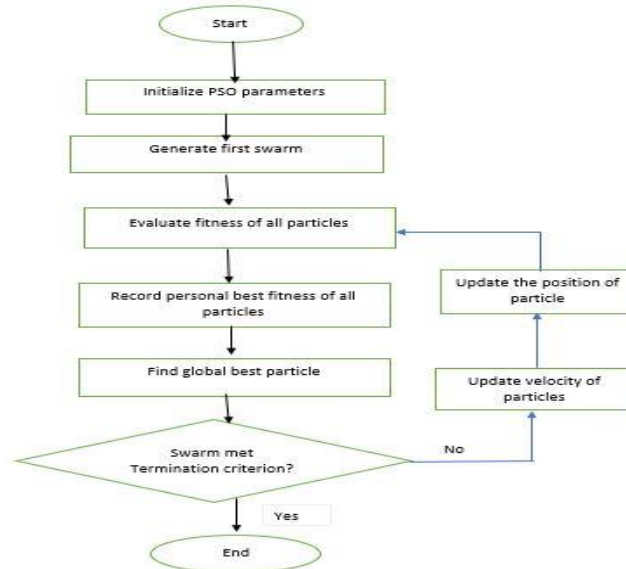 Start
Initialize PSO parameters
Generate first swarm
Evaluate fitness of all particles
Record personal best fitness of all
particles
Find global best particle
Swarm met
Termination criterion?
No
Update velocity of
particles
Update the position of
particle
Yes
End